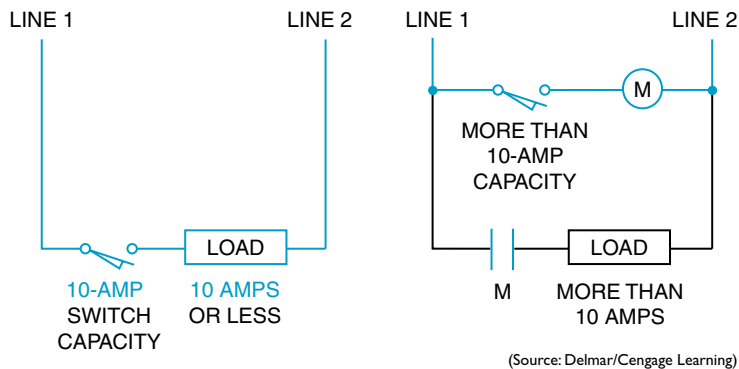 LINE 1
LINE 2
10-AMP
SWITCH
CAPACITY
LOAD
10 AMPS
OR LESS
LINE 1
LINE 2
M
MORE THAN
10-AMP
CAPACITY
M
LOAD
MORE THAN
10 AMPS
(Source: Delmar/Cengage Learning)